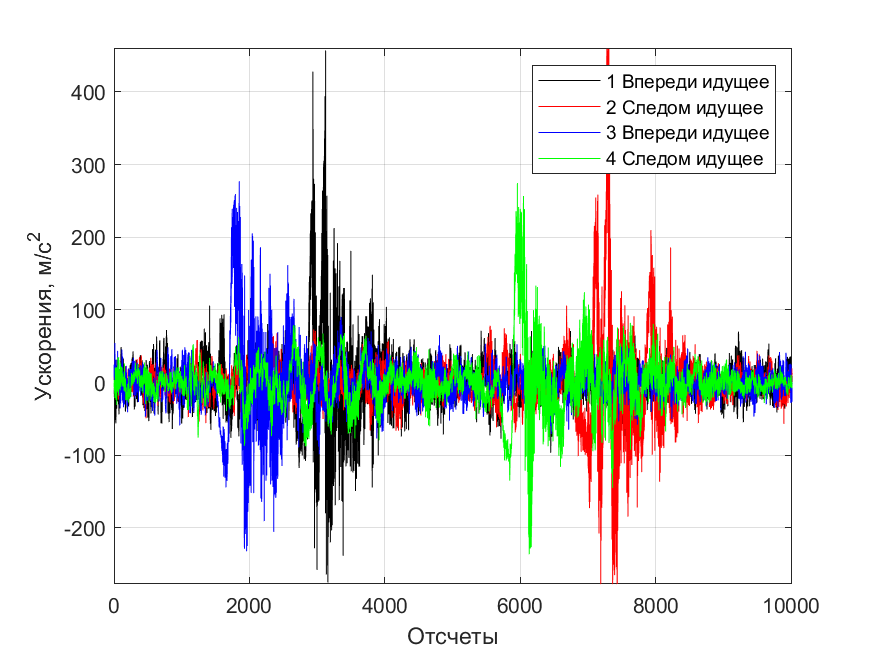 1 Впереди идущее
2 Следом идущее
3 Впереди идущее
4 Следом идущее
400
300
200
100
0
-100
-200
Ускорения, м/с²
0 2000 4000 6000 8000 10000
Отсчеты